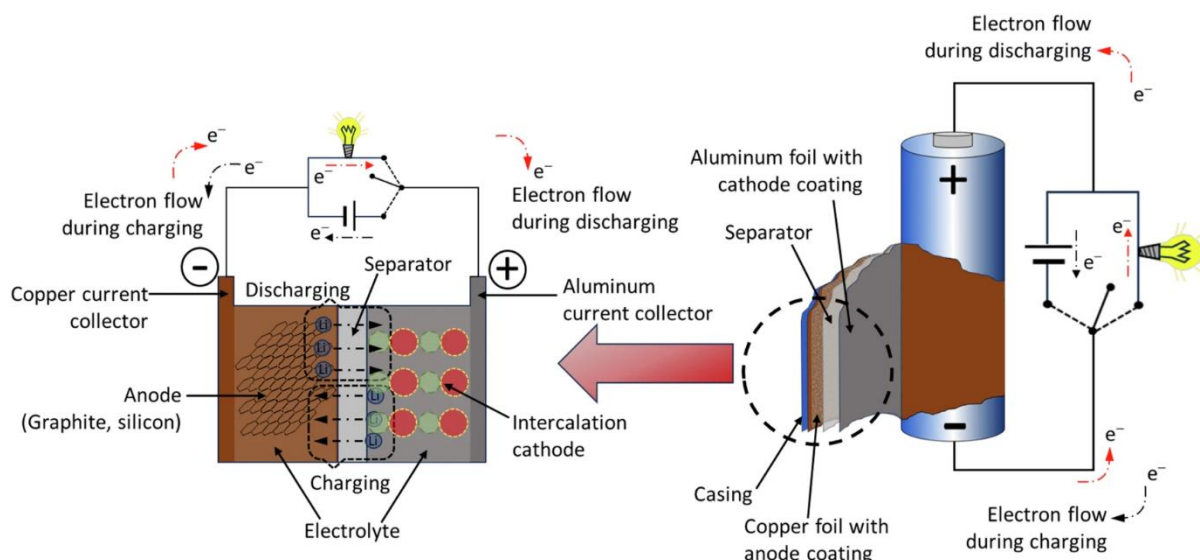 e⁻
e⁻
Electron flow
during charging
e⁻
e⁻
e⁻
Electron flow
during discharging
−
+
Copper current
collector
Discharging
Separator
Aluminum
current collector
Li
Li
Li
Anode
(Graphite, silicon)
Li
Li
Li
Intercalation
cathode
Charging
Electrolyte
Electron flow
during discharging
e⁻
Aluminum foil with
cathode coating
Separator
+
e⁻
e⁻
−
Casing
Copper foil with
anode coating
e⁻
e⁻
Electron flow
during charging